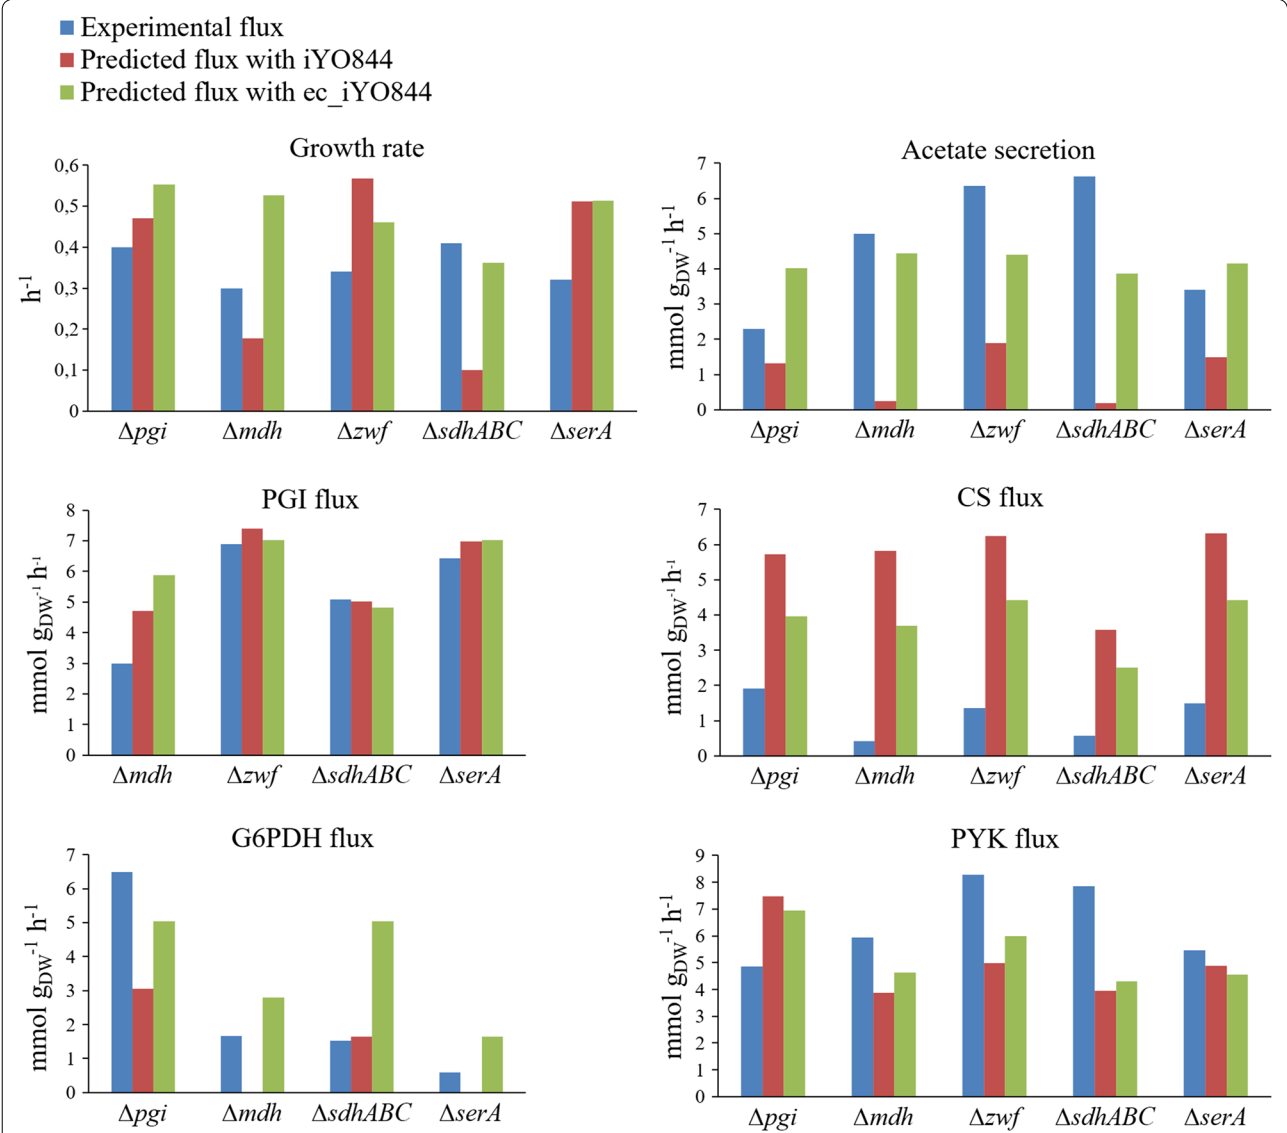 Experimental flux
Predicted flux with iYO844
Predicted flux with ec_iYO844
Growth rate
h-1
0,6
0,5
0,4
0,3
0,2
0,1
0
Δpgi Δmdh Δzwf ΔsdhABC ΔserA
Acetate secretion
mmol gDW-1 h-1
7
6
5
4
3
2
1
0
Δpgi Δmdh Δzwf ΔsdhABC ΔserA
PGI flux
mmol gDW-1 h-1
8
7
6
5
4
3
2
1
0
Δmdh Δzwf ΔsdhABC ΔserA
CS flux
mmol gDW-1 h-1
7
6
5
4
3
2
1
0
Δpgi Δmdh Δzwf ΔsdhABC ΔserA
G6PDH flux
mmol gDW-1 h-1
7
6
5
4
3
2
1
0
Δpgi Δmdh ΔsdhABC ΔserA
PYK flux
mmol gDW-1 h-1
9
8
7
6
5
4
3
2
1
0
Δpgi Δmdh Δzwf ΔsdhABC ΔserA